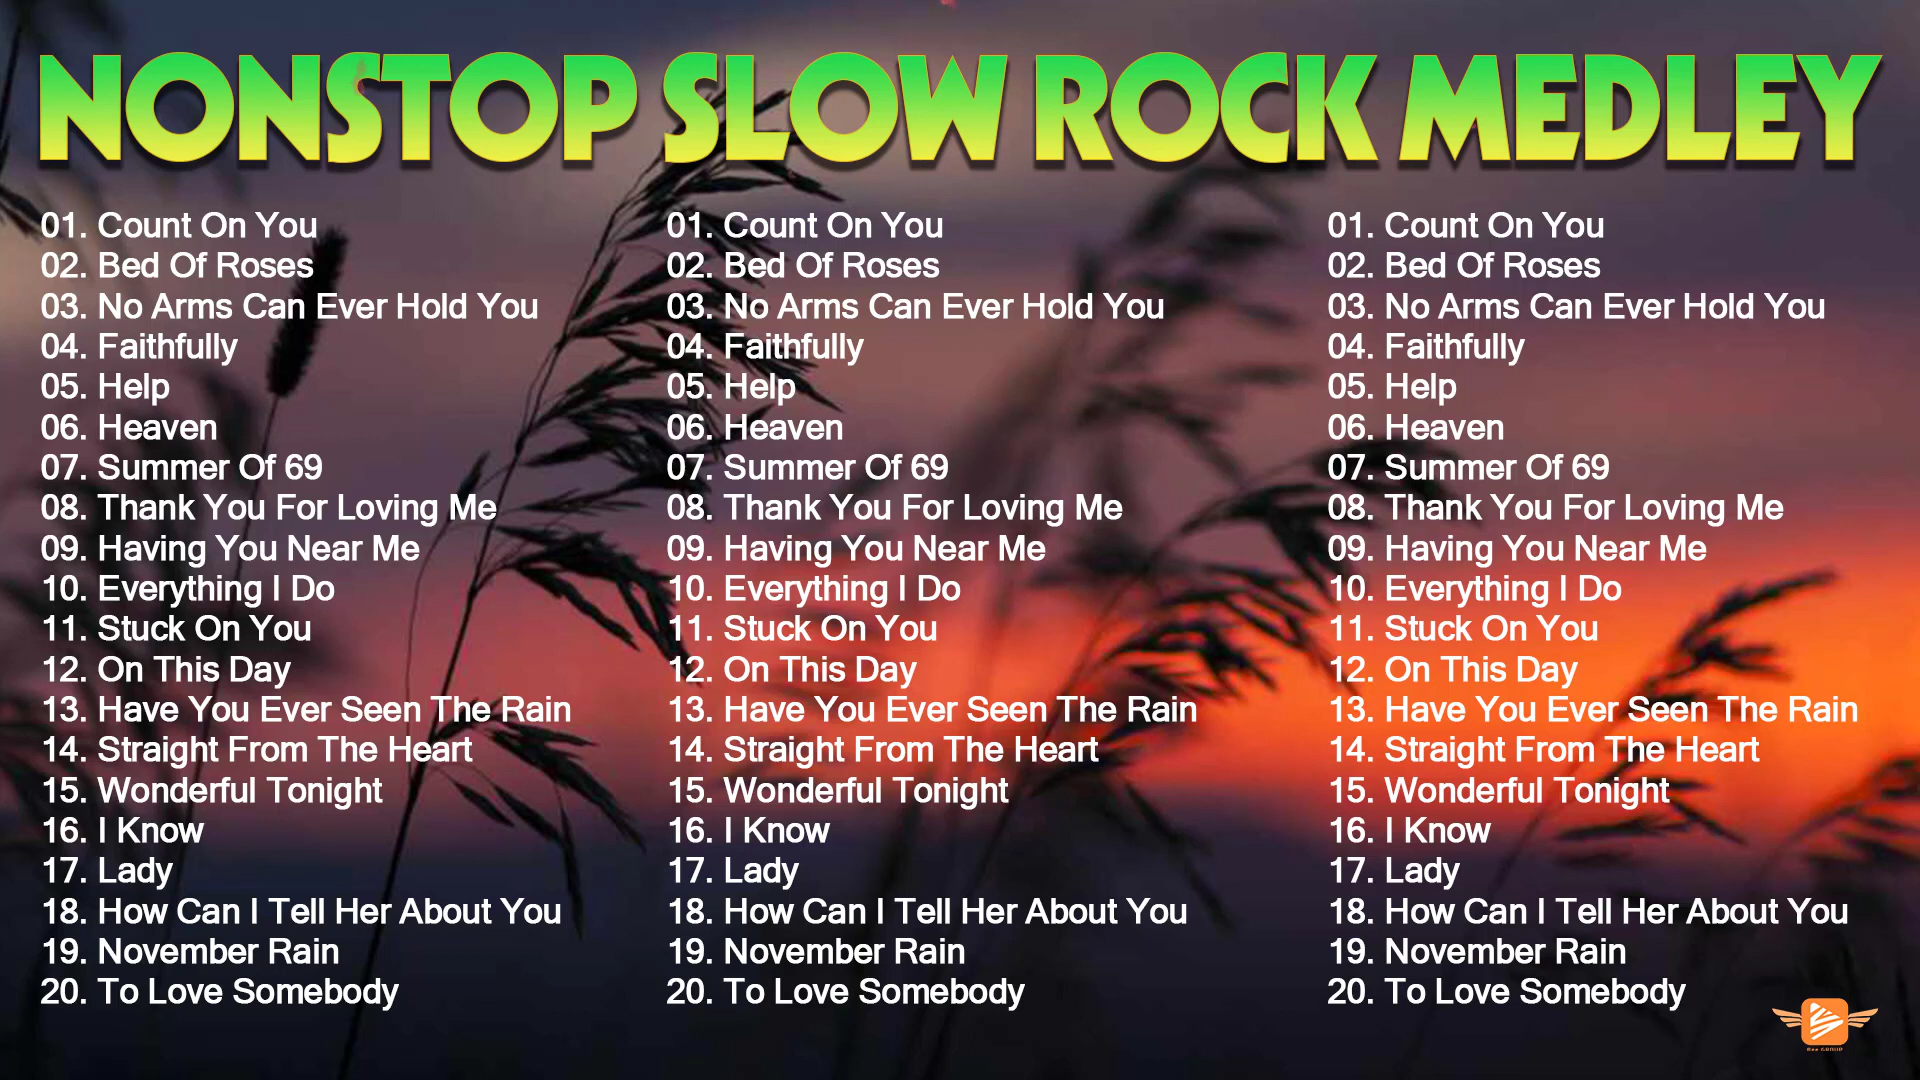 NONSTOP SLOW ROCK MEDLEY
01. Count On You
02. Bed Of Roses
03. No Arms Can Ever Hold You
04. Faithfully
05. Help
06. Heaven
07. Summer Of 69
08. Thank You For Loving Me
09. Having You Near Me
10. Everything I Do
11. Stuck On You
12. On This Day
13. Have You Ever Seen The Rain
14. Straight From The Heart
15. Wonderful Tonight
16. I Know
17. Lady
18. How Can I Tell Her About You
19. November Rain
20. To Love Somebody
01. Count On You
02. Bed Of Roses
03. No Arms Can Ever Hold You
04. Faithfully
05. Help
06. Heaven
07. Summer Of 69
08. Thank You For Loving Me
09. Having You Near Me
10. Everything I Do
11. Stuck On You
12. On This Day
13. Have You Ever Seen The Rain
14. Straight From The Heart
15. Wonderful Tonight
16. I Know
17. Lady
18. How Can I Tell Her About You
19. November Rain
20. To Love Somebody
01. Count On You
02. Bed Of Roses
03. No Arms Can Ever Hold You
04. Faithfully
05. Help
06. Heaven
07. Summer Of 69
08. Thank You For Loving Me
09. Having You Near Me
10. Everything I Do
11. Stuck On You
12. On This Day
13. Have You Ever Seen The Rain
14. Straight From The Heart
15. Wonderful Tonight
16. I Know
17. Lady
18. How Can I Tell Her About You
19. November Rain
20. To Love Somebody